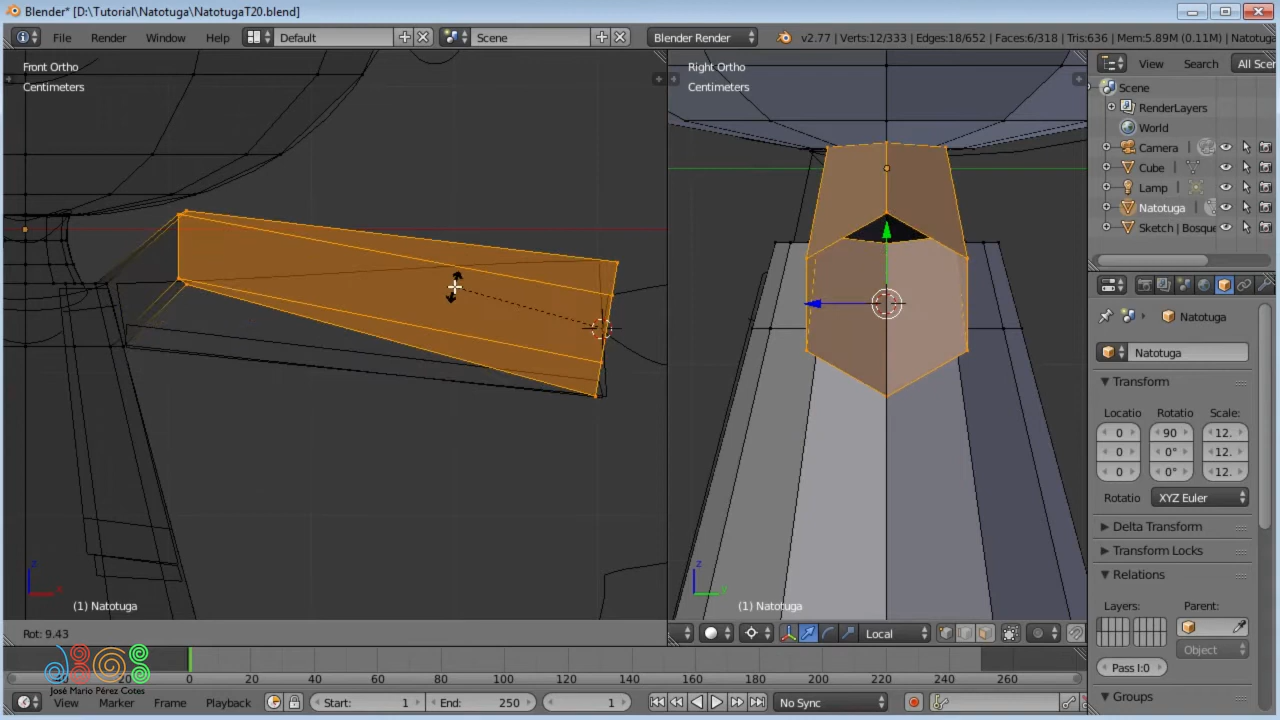 Blender* [D:\Tutorial\Natotuga\NatotugaT20.blend]
File Render Window Help Default Scene Blender Render v2.77 | Verts:12/333 | Edges:18/652 | Faces:6/318 | Tris:636 | Mem:5.89M (0.11M) | Natotuga
Front Ortho
Centimeters
Right Ortho
Centimeters
View Search All Scen
Scene
RenderLayers
World
Camera
Cube
Lamp
Natotuga
Sketch | Bosque
Natotuga
Natotuga
Transform
Locatio Rotatio Scale:
0 90 12.
0 0° 12.
0 0° 12.
Rotatio XYZ Euler
Delta Transform
Transform Locks
Relations
Layers: Parent:
Object
Pass I:0
Groups
z
x
(1) Natotuga
z
y
(1) Natotuga
Rot: 9.43
Local
José Mario Pérez Cotes
20 0 20 40 60 80 100 120 140 160 180 200 220 240 260
View Marker Frame Playback Start: 1 End: 250 1 No Sync